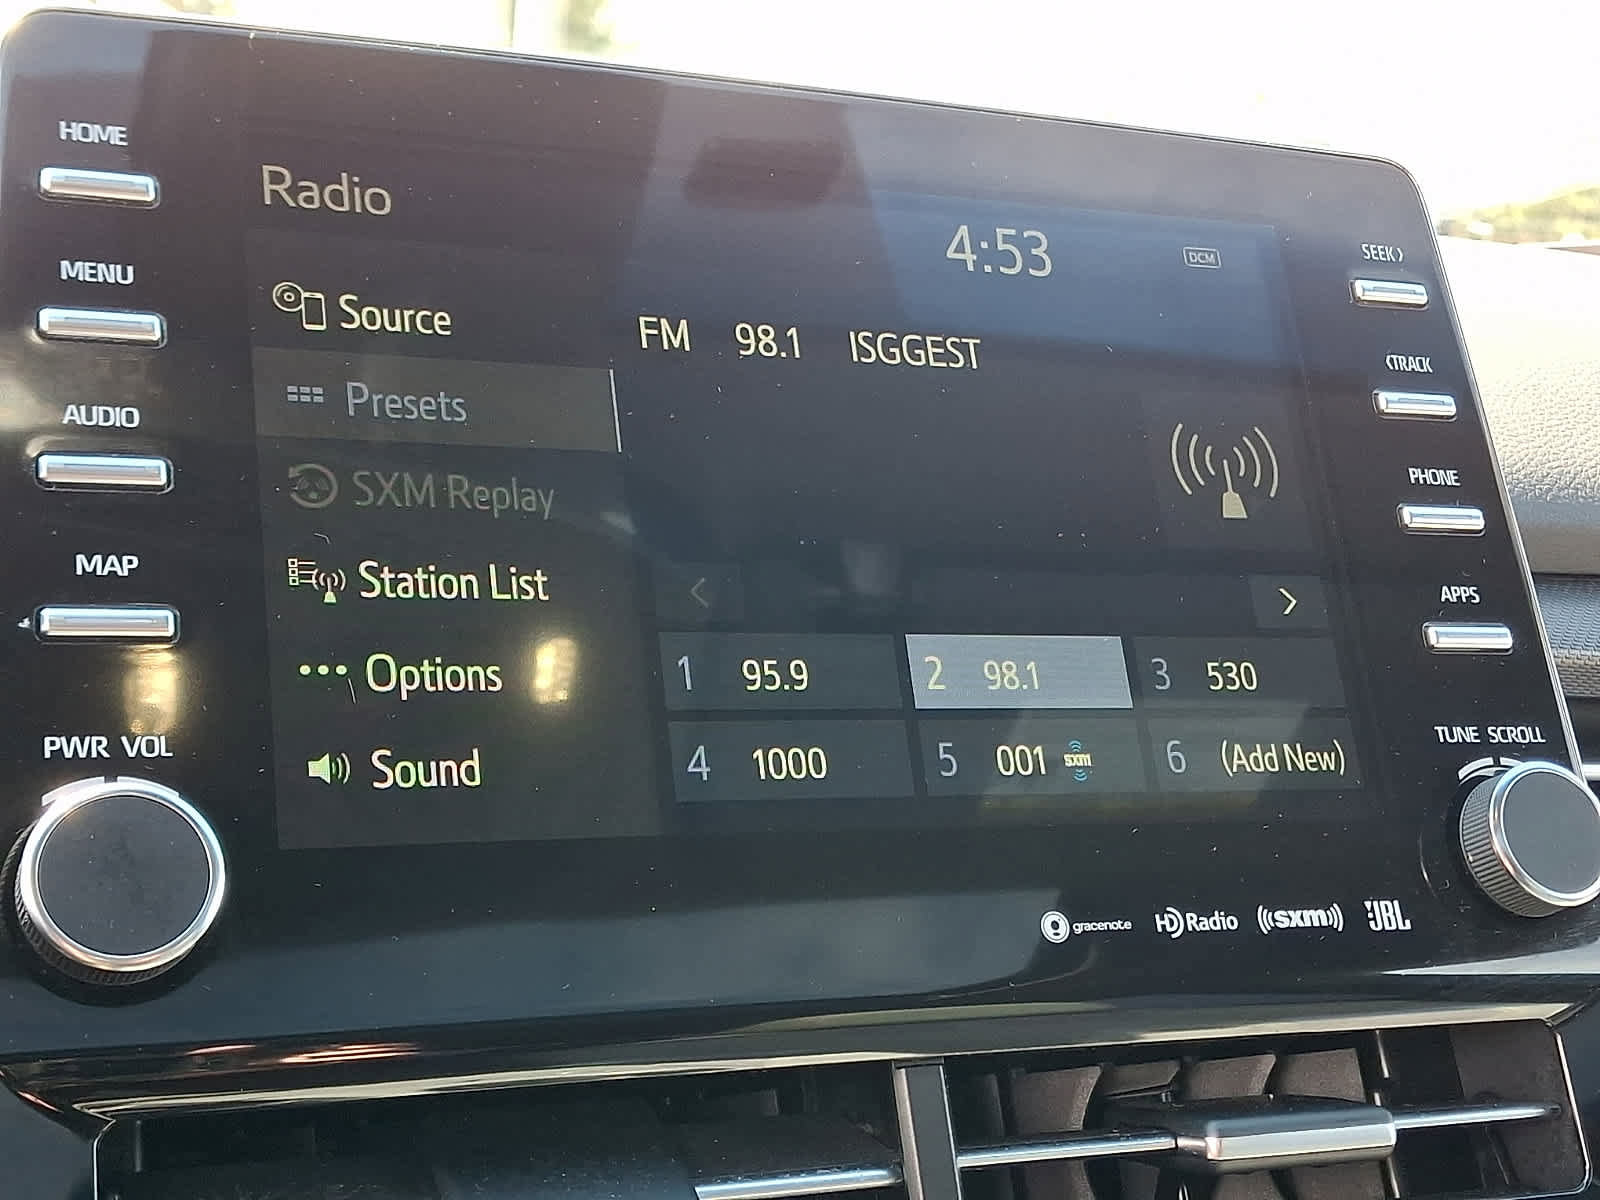 HOME
MENU
AUDIO
MAP
PWR VOL
Radio
4:53
DCM
Source
Presets
SXM Replay
Station List
Options
Sound
FM 98.1 ISGGEST
<
>
1 95.9
2 98.1
3 530
4 1000
5 001 sxm
6 (Add New)
SEEK >
< TRACK
PHONE
APPS
TUNE SCROLL
gracenote HD Radio ((sxm)) JBL